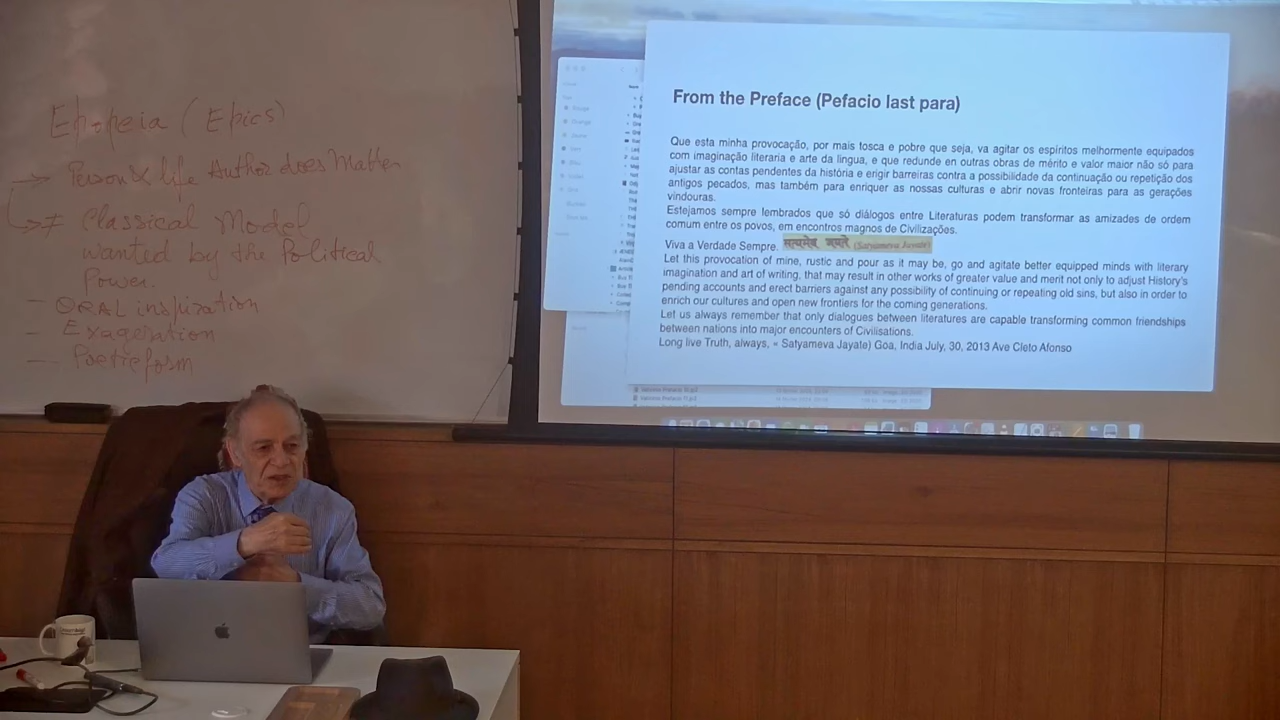 Epopeia (Epics)
→ Person & life Author does Matter
→ ≠ Classical Model
wanted by the Political
Power.
— ORAL inspiration
— Exageration
— Poetic form
From the Preface (Pefacio last para)
Que esta minha provocação, por mais tosca e pobre que seja, va agitar os espiritos melhormente equipados
com imaginação literaria e arte da lingua, e que redunde en outras obras de mérito e valor maior não só para
ajustar as contas pendentes da história e erigir barreiras contra a possibilidade da continuação ou repetição dos
antigos pecados, mas também para enriquer as nossas culturas e abrir novas fronteiras para as gerações
vindouras.
Estejamos sempre lembrados que só diálogos entre Literaturas podem transformar as amizades de ordem
comum entre os povos, em encontros magnos de Civilizações.
Viva a Verdade Sempre. सत्यमेव जयते (Satyameva Jayate)
Let this provocation of mine, rustic and pour as it may be, go and agitate better equipped minds with literary
imagination and art of writing, that may result in other works of greater value and merit not only to adjust History's
pending accounts and erect barriers against any possibility of continuing or repeating old sins, but also in order to
enrich our cultures and open new frontiers for the coming generations.
Let us always remember that only dialogues between literatures are capable transforming common friendships
between nations into major encounters of Civilisations.
Long live Truth, always, = Satyameva Jayate) Goa, India July, 30, 2013 Ave Cleto Afonso